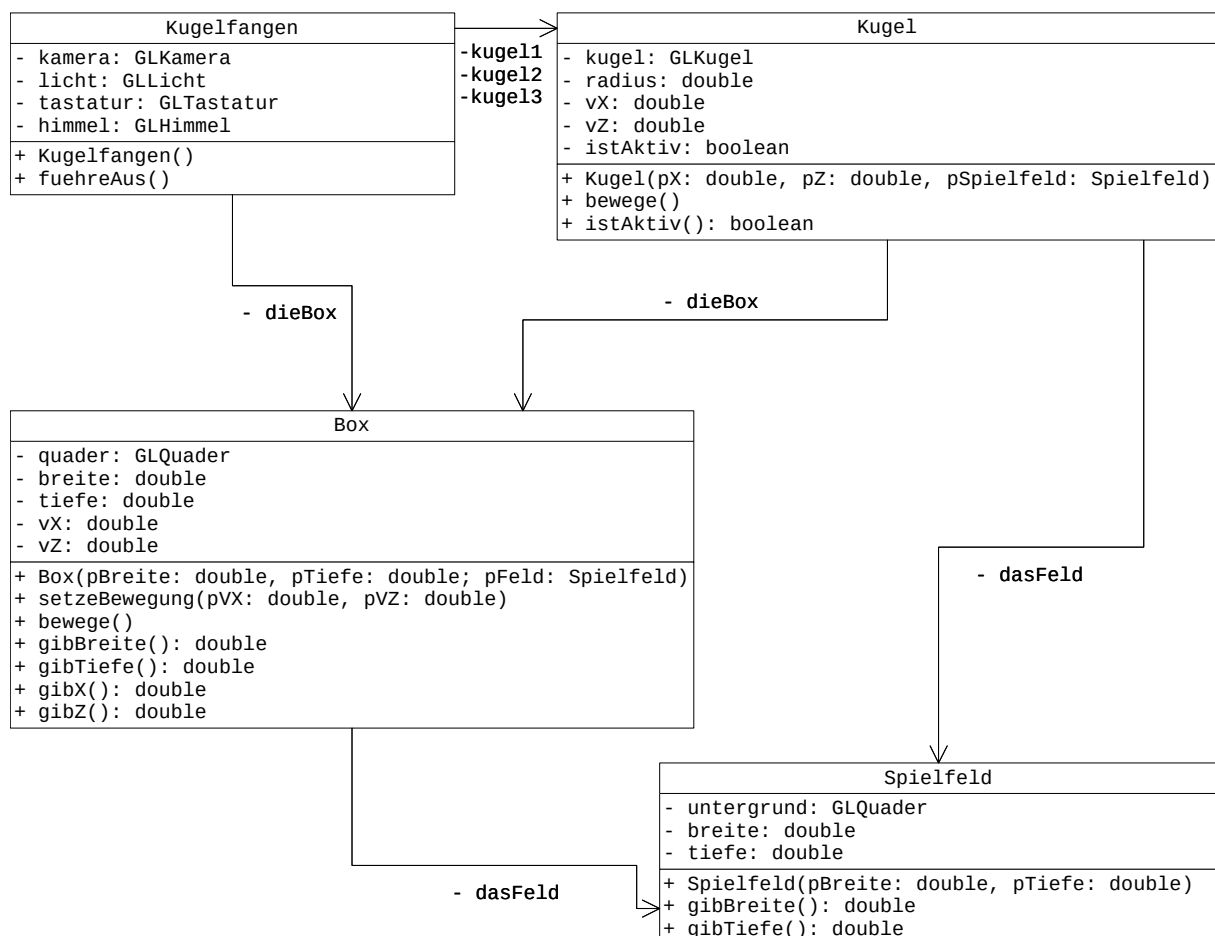 Kugelfangen
- kamera: GLKamera
- licht: GLLicht
- tastatur: GLTastatur
- himmel: GLHimmel
+ Kugelfangen()
+ fuehreAus()
-kugel1
-kugel2
-kugel3
Kugel
- kugel: GLKugel
- radius: double
- vX: double
- vZ: double
- istAktiv: boolean
+ Kugel(pX: double, pZ: double, pSpielfeld: Spielfeld)
+ bewege()
+ istAktiv(): boolean
- dieBox
- dieBox
Box
- quader: GLQuader
- breite: double
- tiefe: double
- vX: double
- vZ: double
+ Box(pBreite: double, pTiefe: double; pFeld: Spielfeld)
+ setzeBewegung(pVX: double, pVZ: double)
+ bewege()
+ gibBreite(): double
+ gibTiefe(): double
+ gibX(): double
+ gibZ(): double
- dasFeld
- dasFeld
Spielfeld
- untergrund: GLQuader
- breite: double
- tiefe: double
+ Spielfeld(pBreite: double, pTiefe: double)
+ gibBreite(): double
+ gibTiefe(): double